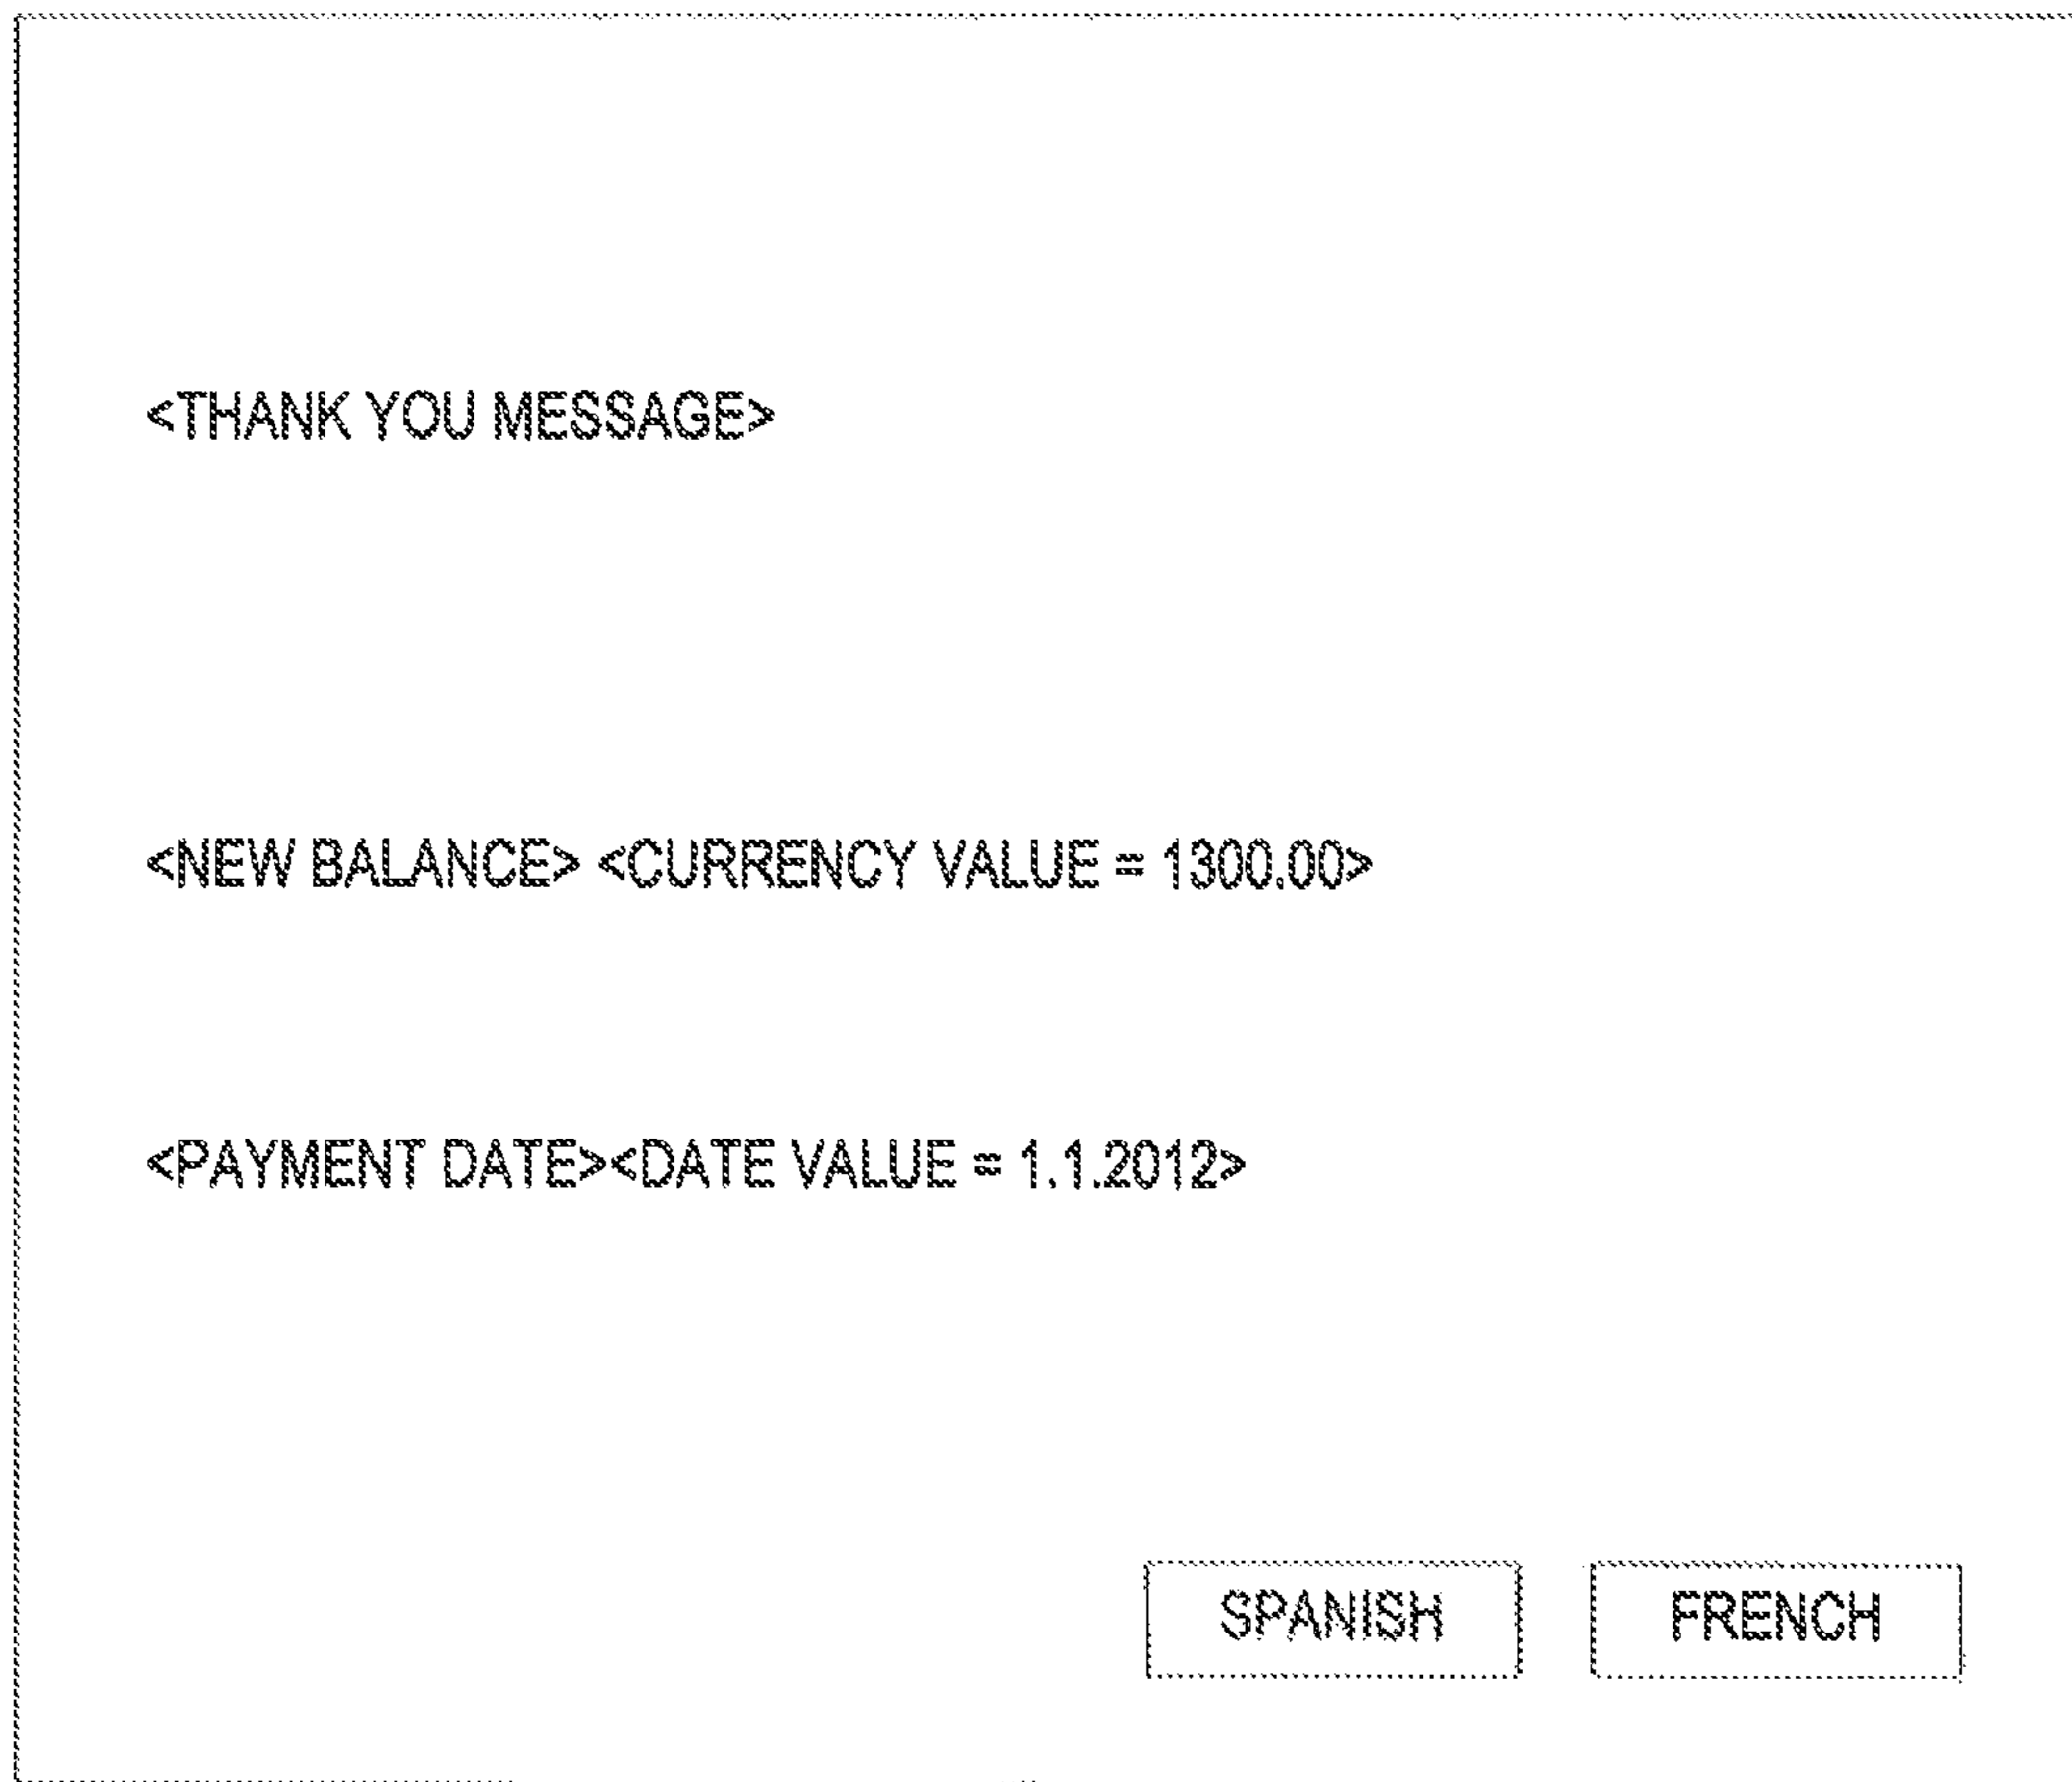 <THANK YOU MESSAGE>
<NEW BALANCE> <CURRENCY VALUE = 1300.00>
<PAYMENT DATE><DATE VALUE = 1.1.2012>
SPANISH FRENCH